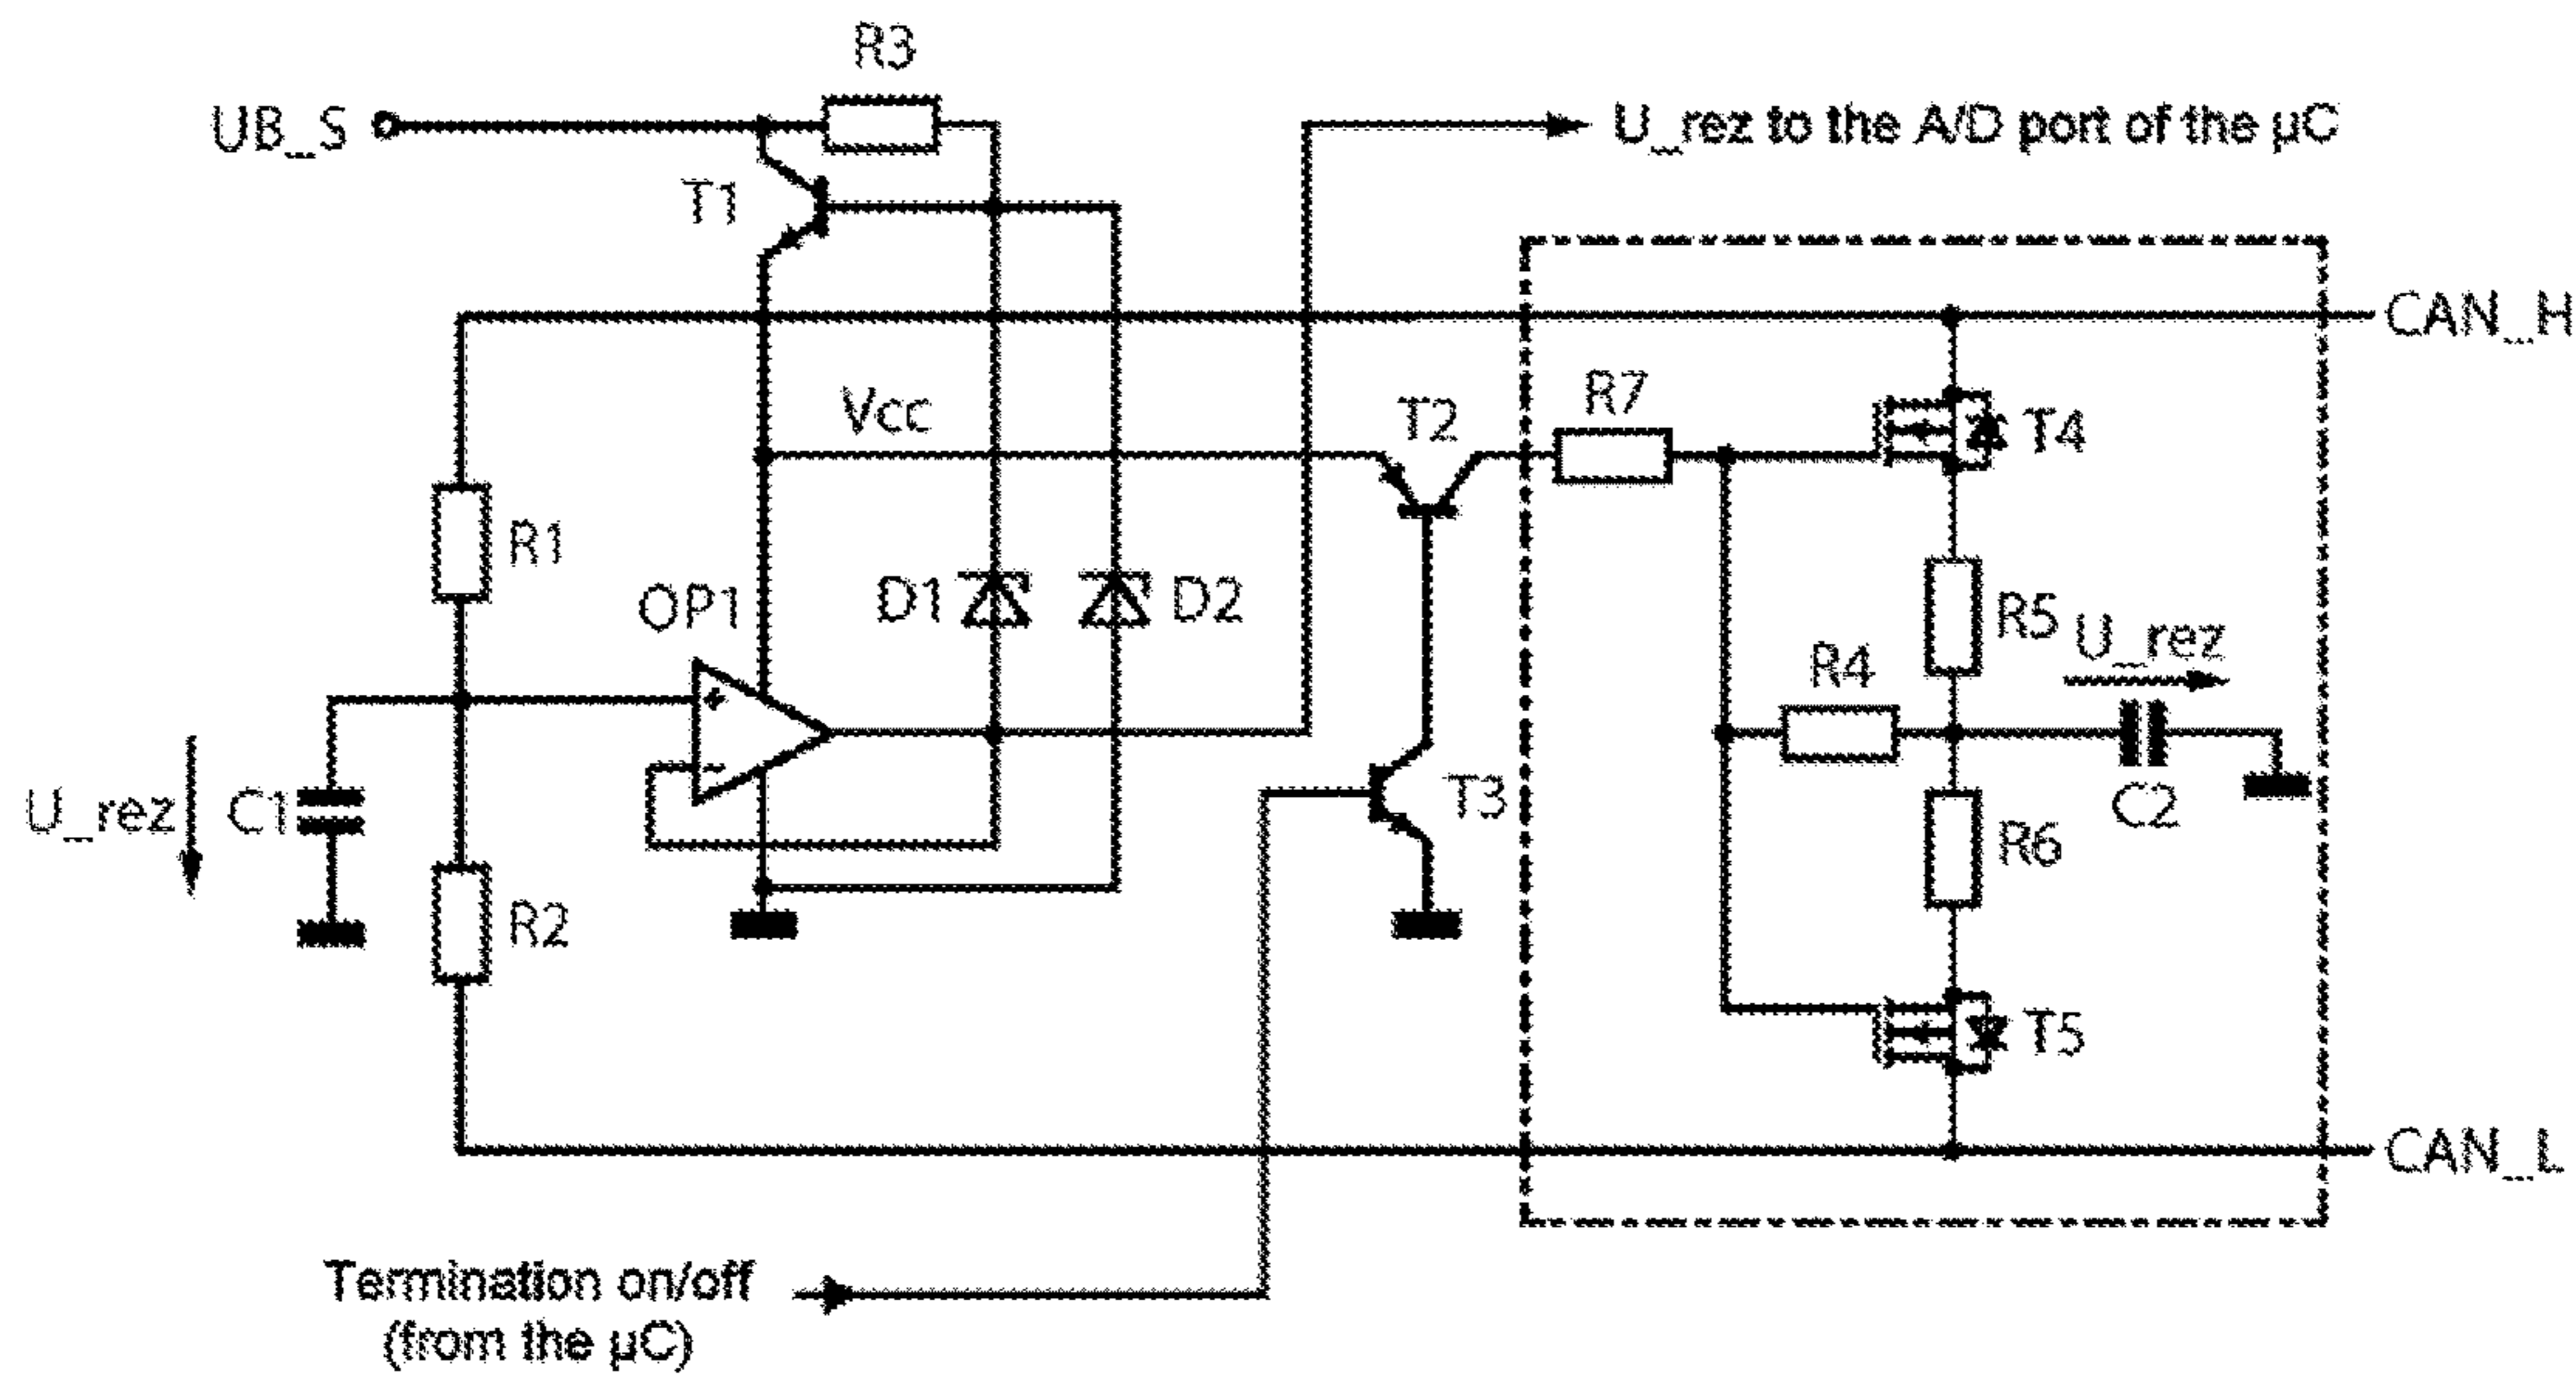 R3
UB_S
U_rez to the A/D port of the µC
T1
CAN_H
Vcc
T2
R7
T4
R1
OP1
D1
D2
R5
U_rez
R4
+
-
U_rez
C1
T3
C2
R6
R2
T5
CAN_L
Termination on/off
(from the µC)